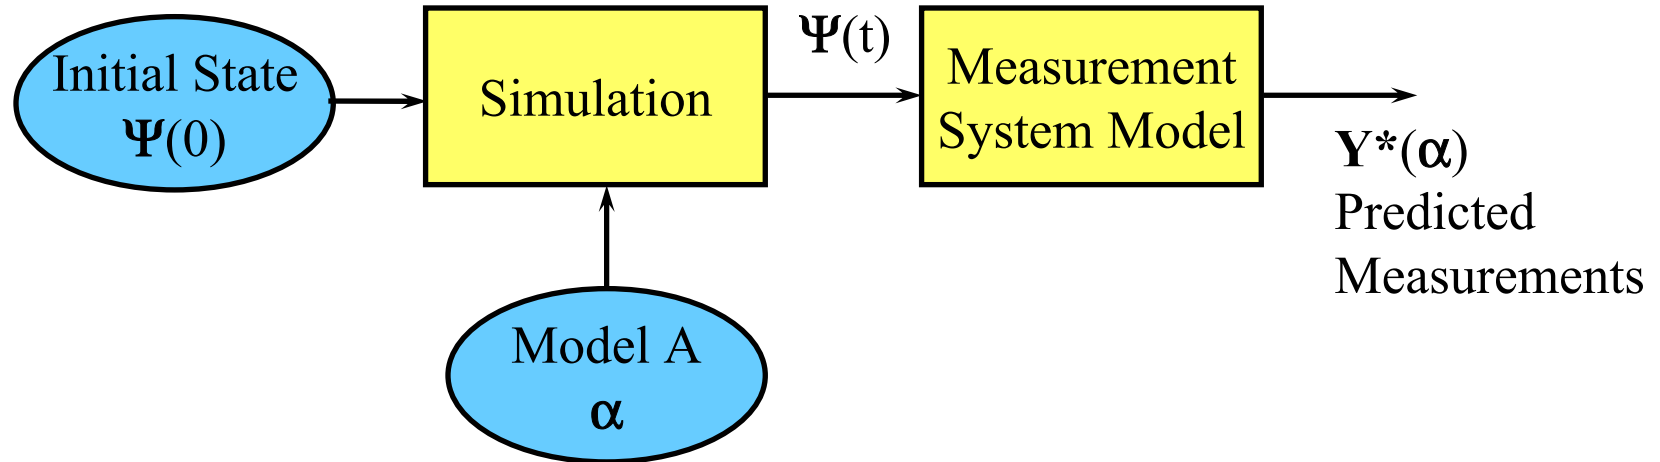 Initial State
Ψ(0)
Simulation
Ψ(t)
Measurement
System Model
Y*(α)
Predicted
Measurements
Model A
α